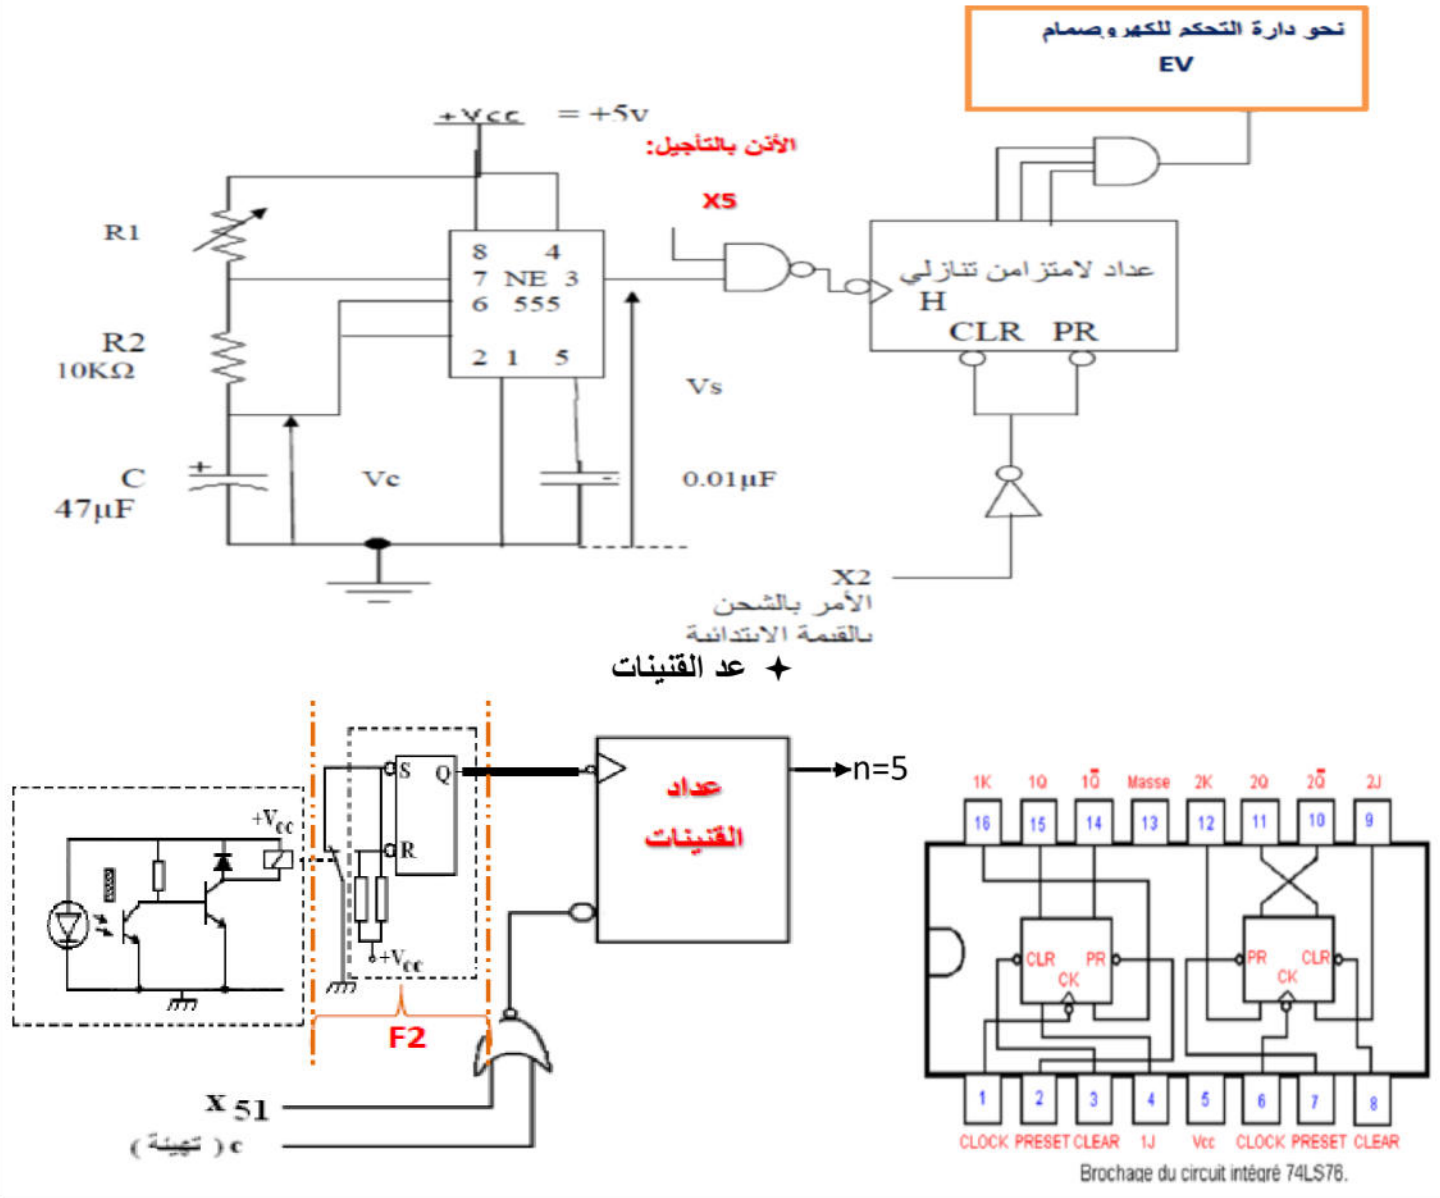 نحو دارة التحكم للكهروصمام
EV
+Vcc = +5v
الأذن بالتأجيل:
X5
R1
8 4
7 NE 3
6 555
2 1 5
R2
10KΩ
عداد لامتزامن تنازلي
H
CLR PR
Vs
C
47µF
+
Vc
0.01µF
X2
الأمر بالشحن
بالقيمة الابتدائية
عد القنينات
+Vcc
S Q
R
+Vcc
F2
عداد
القنينات
n=5
X 51
c ( تهيئة )
1K 1Q 1Q̅ Masse 2K 2Q 2Q̅ 2J
16 15 14 13 12 11 10 9
CLR PR
CK
PR CLR
CK
1 2 3 4 5 6 7 8
CLOCK PRESET CLEAR 1J Vcc CLOCK PRESET CLEAR
Brochage du circuit intégré 74LS76.